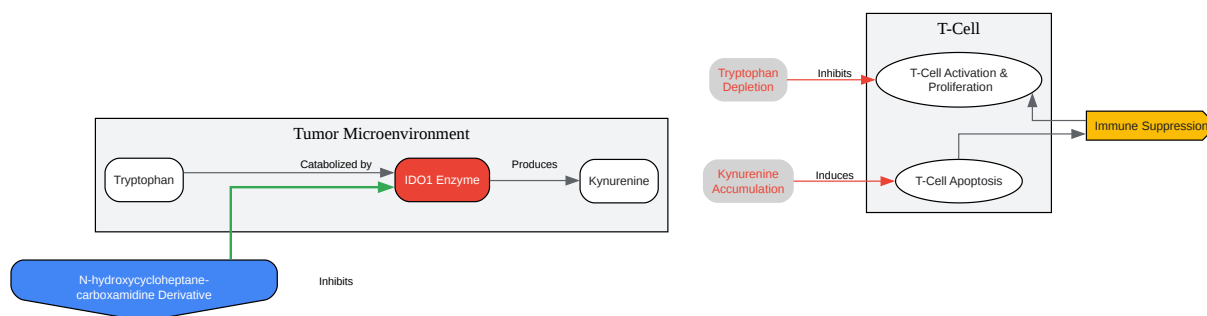 Tumor Microenvironment
Tryptophan
Catabolized by
IDO1 Enzyme
Produces
Kynurenine
N-hydroxycycloheptane-
carboxamidine Derivative
Inhibits
T-Cell
Tryptophan
Depletion
Inhibits
T-Cell Activation &
Proliferation
Immune Suppression
Kynurenine
Accumulation
Induces
T-Cell Apoptosis